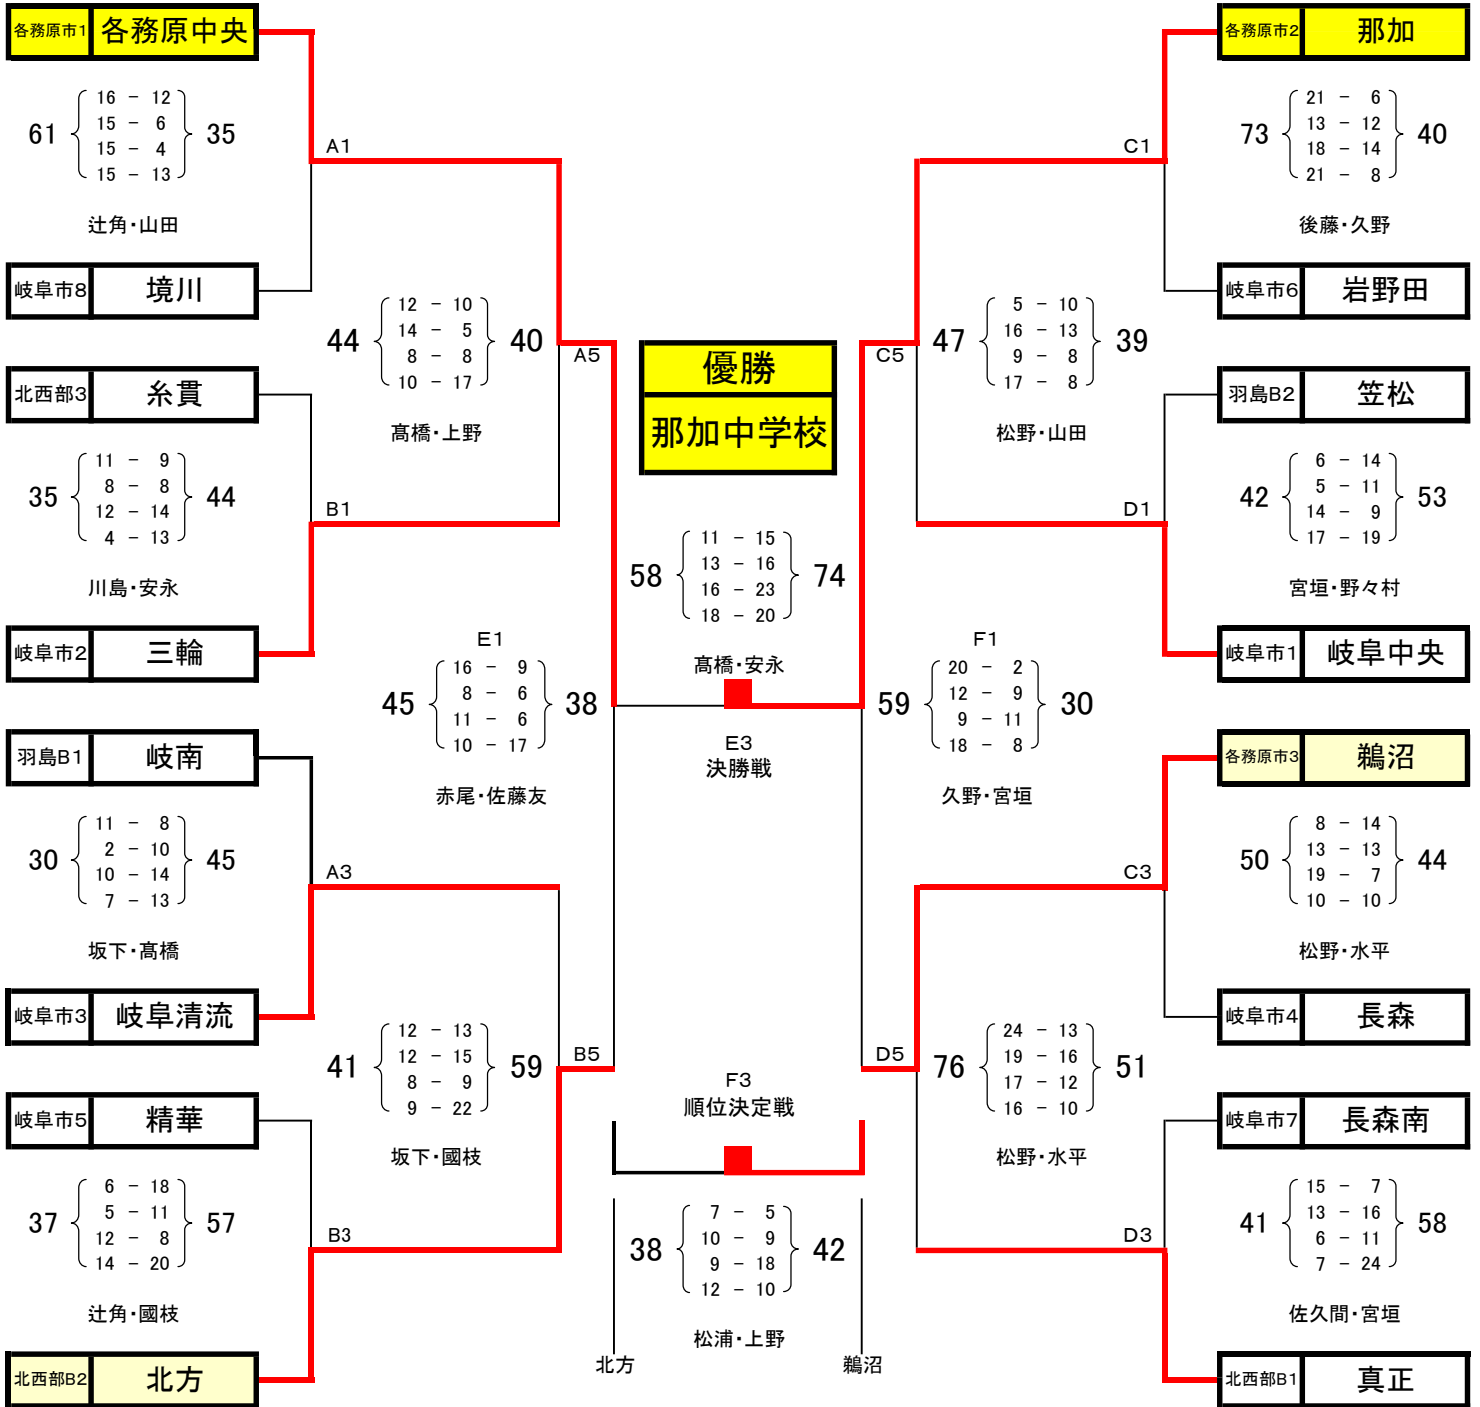 各務原市1 各務原中央
61 16 - 12 35
15 - 6
15 - 4
15 - 13
辻角・山田
A1
岐阜市8 境川
44 12 - 10 40
14 - 5
8 - 8
10 - 17
髙橋・上野
A5
北西部3 糸貫
35 11 - 9 44
8 - 8
12 - 14
4 - 13
川島・安永
B1
岐阜市2 三輪
E1
45 16 - 9 38
8 - 6
11 - 6
10 - 17
赤尾・佐藤友
羽島B1 岐南
30 11 - 8 45
2 - 10
10 - 14
7 - 13
坂下・髙橋
A3
岐阜市3 岐阜清流
41 12 - 13 59
12 - 15
8 - 9
9 - 22
坂下・國枝
B5
岐阜市5 精華
37 6 - 18 57
5 - 11
12 - 8
14 - 20
辻角・國枝
B3
北西部B2 北方
優勝
那加中学校
58 11 - 15 74
13 - 16
16 - 23
18 - 20
髙橋・安永
E3
決勝戦
F3
順位決定戦
38 7 - 5 42
10 - 9
9 - 18
12 - 10
松浦・上野
北方
鵜沼
各務原市2 那加
73 21 - 6 40
13 - 12
18 - 14
21 - 8
後藤・久野
C1
岐阜市6 岩野田
C5
47 5 - 10 39
16 - 13
9 - 8
17 - 8
松野・山田
羽島B2 笠松
42 6 - 14 53
5 - 11
14 - 9
17 - 19
宮垣・野々村
D1
岐阜市1 岐阜中央
F1
59 20 - 2 30
12 - 9
9 - 11
18 - 8
久野・宮垣
各務原市3 鵜沼
50 8 - 14 44
13 - 13
19 - 7
10 - 10
松野・水平
C3
岐阜市4 長森
D5
76 24 - 13 51
19 - 16
17 - 12
16 - 10
松野・水平
岐阜市7 長森南
41 15 - 7 58
13 - 16
6 - 11
7 - 24
佐久間・宮垣
D3
北西部B1 真正